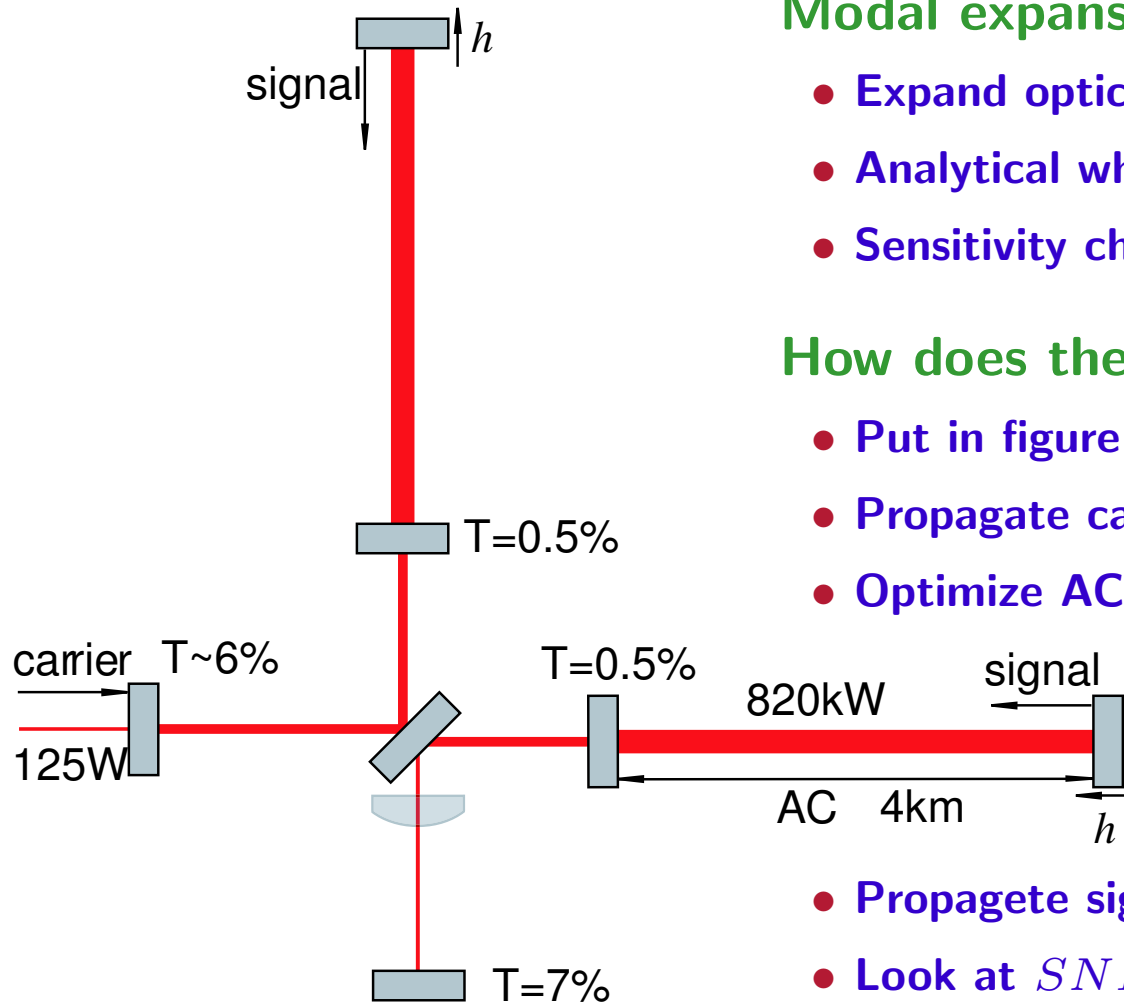 Modal expans
h
signal
• Expand optic
• Analytical wh
• Sensitivity ch
How does the
• Put in figure
T=0.5%
• Propagate ca
• Optimize AC
carrier T~6%
T=0.5%
signal
820kW
125W
AC 4km
h
• Propagete sig
• Look at SN
T=7%